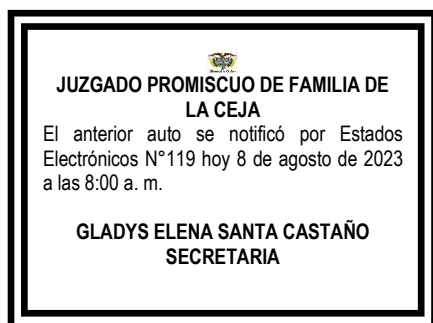 JUZGADO PROMISCUO DE FAMILIA DE
LA CEJA
El anterior auto se notificó por Estados
Electrónicos N°119 hoy 8 de agosto de 2023
a las 8:00 a. m.
GLADYS ELENA SANTA CASTAÑO
SECRETARIA